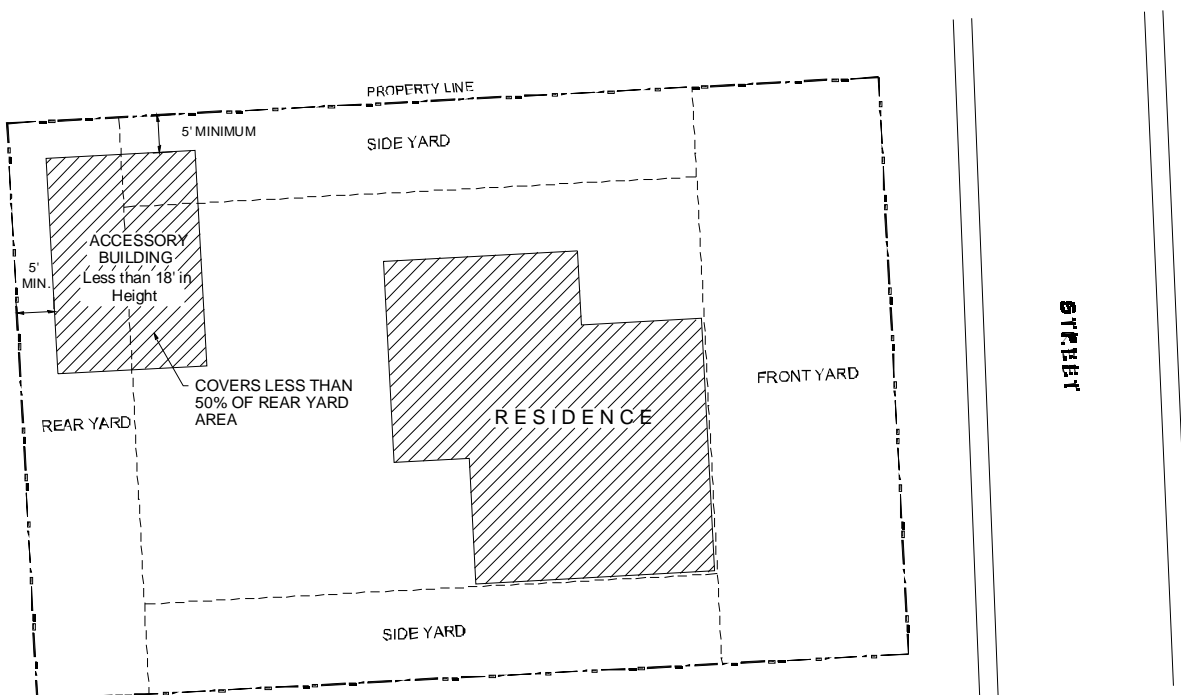 PROPERTY LINE
5' MINIMUM
SIDE YARD
ACCESSORY
BUILDING
Less than 18' in
Height
5'
MIN.
STREET
FRONT YARD
COVERS LESS THAN
50% OF REAR YARD
AREA
RESIDENCE
REAR YARD
SIDE YARD